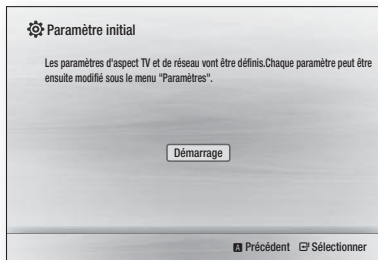 Paramètre initial
Les paramètres d'aspect TV et de réseau vont être définis.Chaque paramètre peut être
ensuite modifié sous le menu "Paramètres".
Démarrage
A Précédent Sélectionner